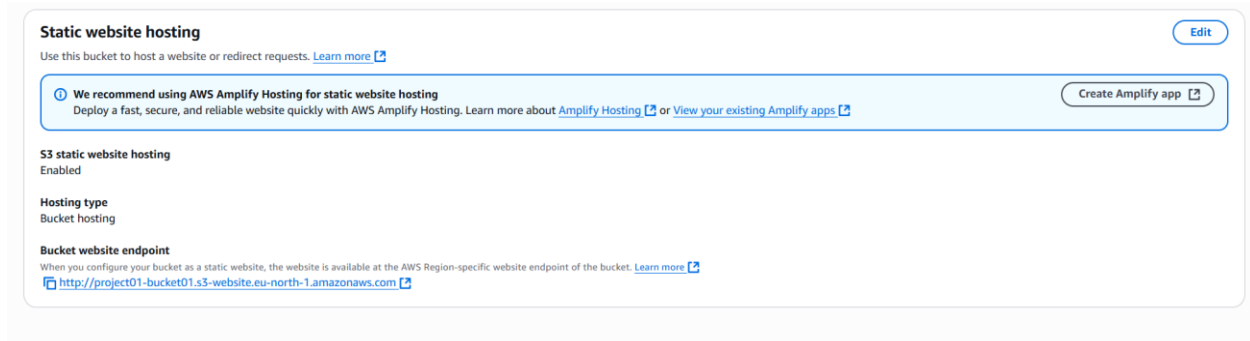 Static website hosting
Edit
Use this bucket to host a website or redirect requests. Learn more
We recommend using AWS Amplify Hosting for static website hosting
Create Amplify app
Deploy a fast, secure, and reliable website quickly with AWS Amplify Hosting. Learn more about Amplify Hosting or View your existing Amplify apps
S3 static website hosting
Enabled
Hosting type
Bucket hosting
Bucket website endpoint
When you configure your bucket as a static website, the website is available at the AWS Region-specific website endpoint of the bucket. Learn more
http://project01-bucket01.s3-website.eu-north-1.amazonaws.com